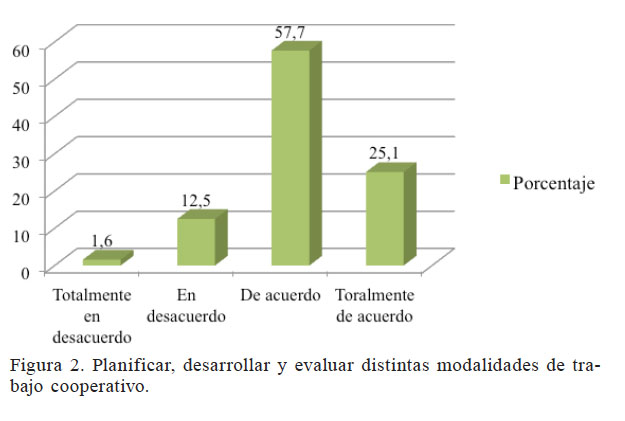 57,7
60
50
40
30
20
10
0
25,1
12,5
1,6
Porcentaje
Totalmente
en
desacuerdo
En
desacuerdo
De acuerdo
Toralmente
de acuerdo
Figura 2. Planificar, desarrollar y evaluar distintas modalidades de tra-
bajo cooperativo.